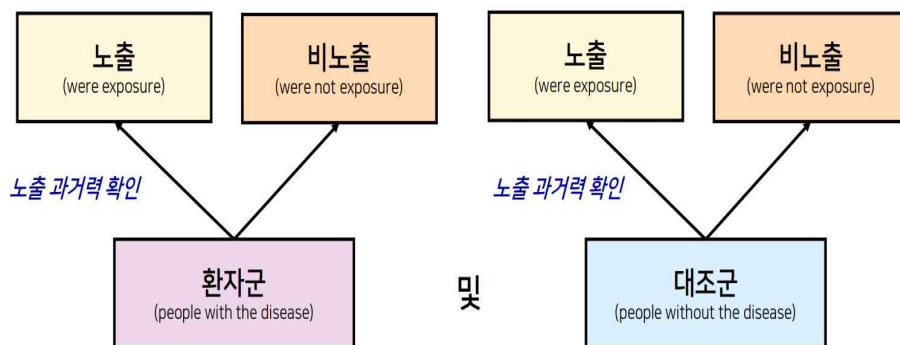 노출
(were exposure)
비노출
(were not exposure)
노출
(were exposure)
비노출
(were not exposure)
노출 과거력 확인
노출 과거력 확인
환자군
(people with the disease)
및
대조군
(people without the disease)